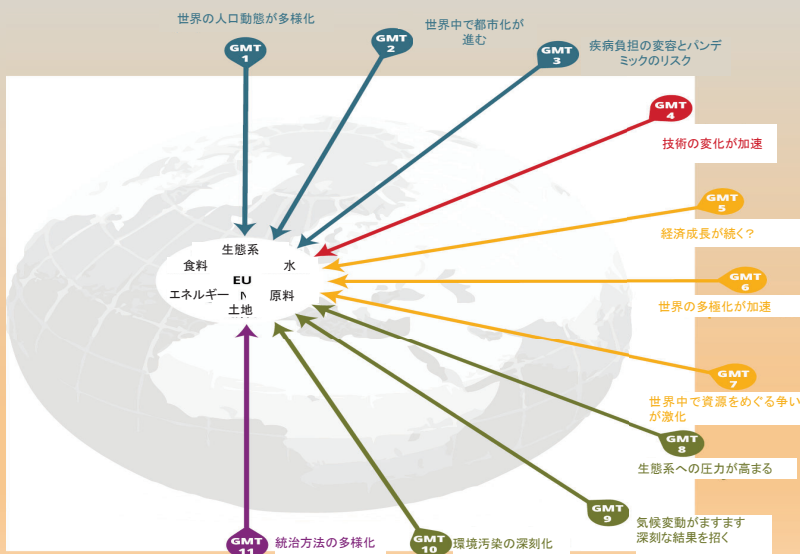 世界の人口動態が多様化
GMT
1
世界中で都市化が
進む
GMT
2
疾病負担の変容とパンデ
ミックのリスク
GMT
3
GMT
4
技術の変化が加速
GMT
5
経済成長が続く?
GMT
6
世界の多極化が加速
GMT
7
世界中で資源をめぐる争い
が激化
GMT
8
生態系への圧力が高まる
GMT
9
気候変動がますます
深刻な結果を招く
GMT
10
環境汚染の深刻化
GMT
11
統治方法の多様化
生態系
食料
水
EU
エネルギー
原料
土地